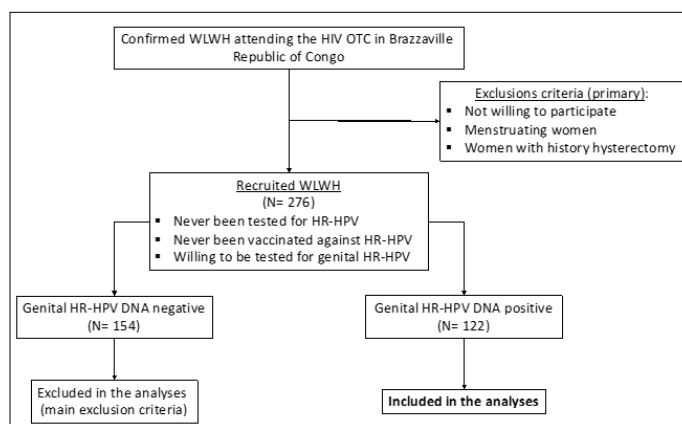 Confirmed WLWH attending the HIV OTC in Brazzaville
Republic of Congo
Exclusions criteria (primary):
▪ Not willing to participate
▪ Menstruating women
▪ Women with history hysterectomy
Recruited WLWH
(N= 276)
▪ Never been tested for HR-HPV
▪ Never been vaccinated against HR-HPV
▪ Willing to be tested for genital HR-HPV
Genital HR-HPV DNA negative
(N= 154)
Genital HR-HPV DNA positive
(N= 122)
Excluded in the analyses
(main exclusion criteria)
Included in the analyses